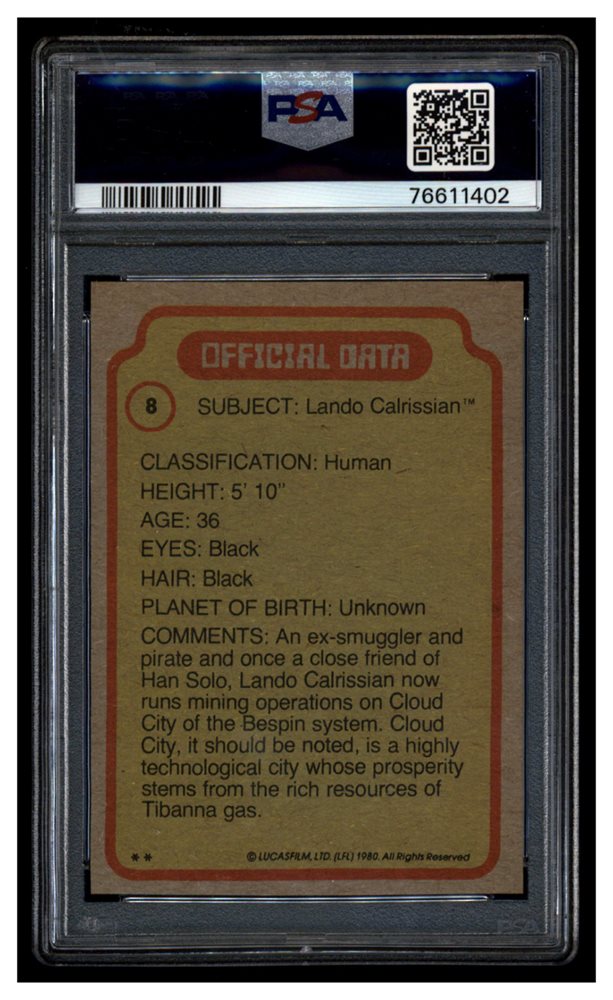 PSA
76611402
OFFICIAL DATA
8 SUBJECT: Lando Calrissian™
CLASSIFICATION: Human
HEIGHT: 5' 10"
AGE: 36
EYES: Black
HAIR: Black
PLANET OF BIRTH: Unknown
COMMENTS: An ex-smuggler and
pirate and once a close friend of
Han Solo, Lando Calrissian now
runs mining operations on Cloud
City of the Bespin system. Cloud
City, it should be noted, is a highly
technological city whose prosperity
stems from the rich resources of
Tibanna gas.
** © LUCASFILM, LTD. (LFL) 1980. All Rights Reserved
PSA